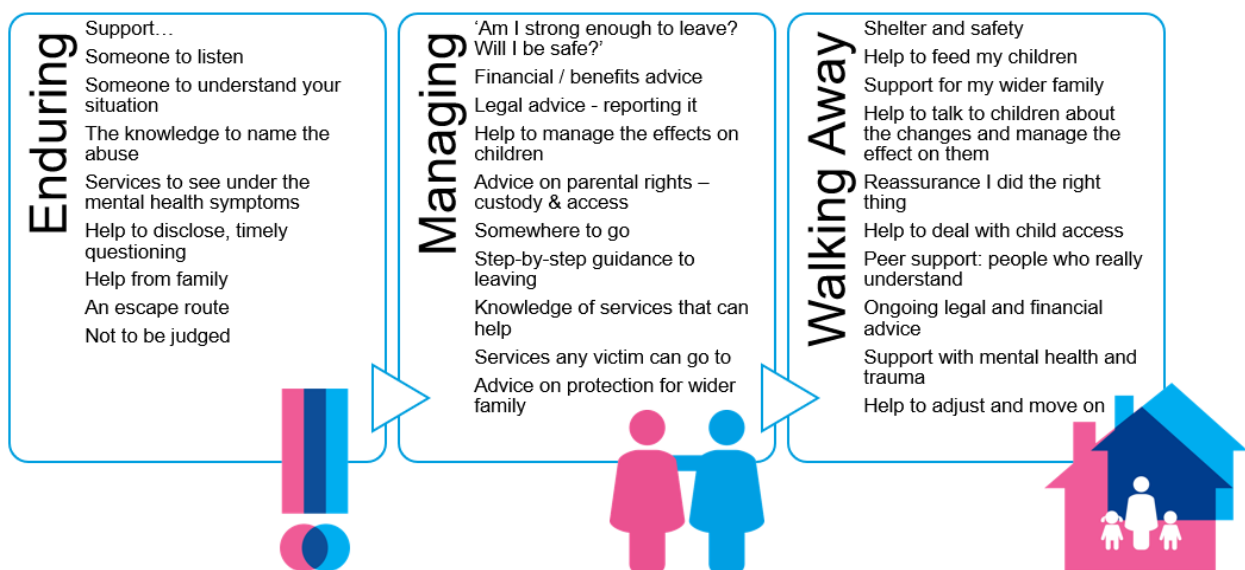 Enduring
Support…
Someone to listen
Someone to understand your
situation
The knowledge to name the
abuse
Services to see under the
mental health symptoms
Help to disclose, timely
questioning
Help from family
An escape route
Not to be judged
Managing
‘Am I strong enough to leave?
Will I be safe?’
Financial / benefits advice
Legal advice - reporting it
Help to manage the effects on
children
Advice on parental rights –
custody & access
Somewhere to go
Step-by-step guidance to
leaving
Knowledge of services that can
help
Services any victim can go to
Advice on protection for wider
family
Walking Away
Shelter and safety
Help to feed my children
Support for my wider family
Help to talk to children about
the changes and manage the
effect on them
Reassurance I did the right
thing
Help to deal with child access
Peer support: people who really
understand
Ongoing legal and financial
advice
Support with mental health and
trauma
Help to adjust and move on